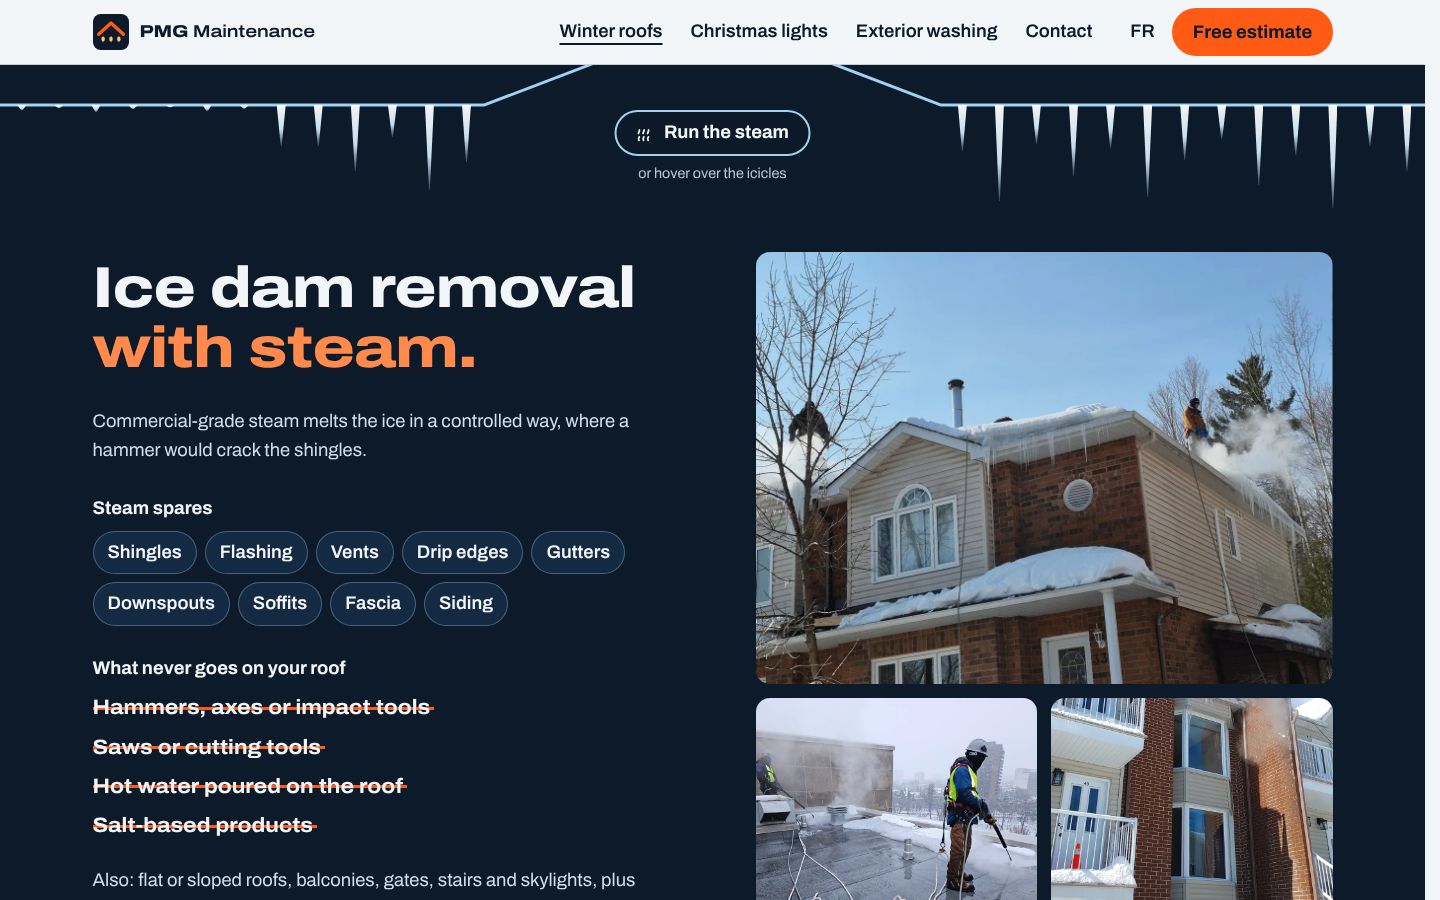 PMG Maintenance
Winter roofs
Christmas lights
Exterior washing
Contact
FR
Free estimate
Run the steam
or hover over the icicles
Ice dam removal
with steam.
Commercial-grade steam melts the ice in a controlled way, where a
hammer would crack the shingles.
Steam spares
Shingles
Flashing
Vents
Drip edges
Gutters
Downspouts
Soffits
Fascia
Siding
What never goes on your roof
Hammers, axes or impact tools
Saws or cutting tools
Hot water poured on the roof
Salt-based products
Also: flat or sloped roofs, balconies, gates, stairs and skylights, plus